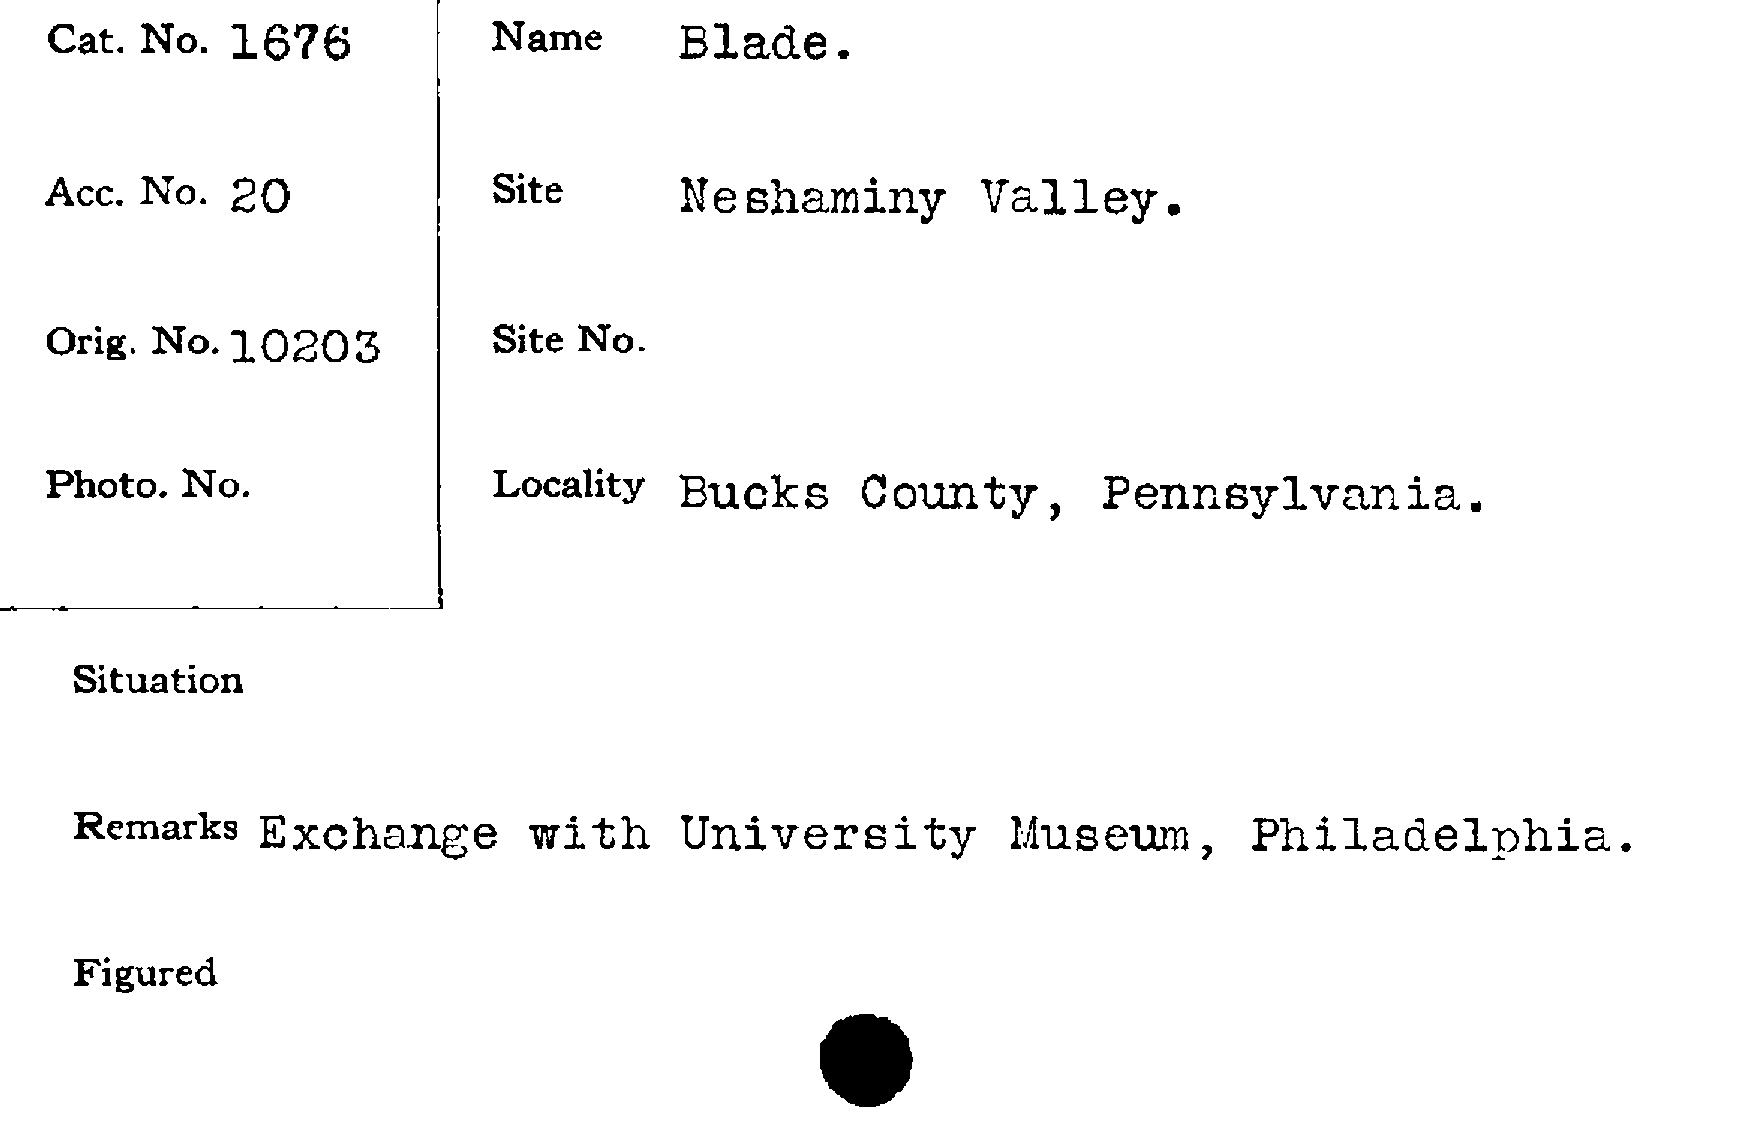 Cat. No. 1676
Acc. No. 20
Orig. No. 10203
Photo. No.
Name Blade.
Site Neshaminy Valley.
Site No.
Locality Bucks County, Pennsylvania.
Situation
Remarks Exchange with University Museum, Philadelphia.
Figured